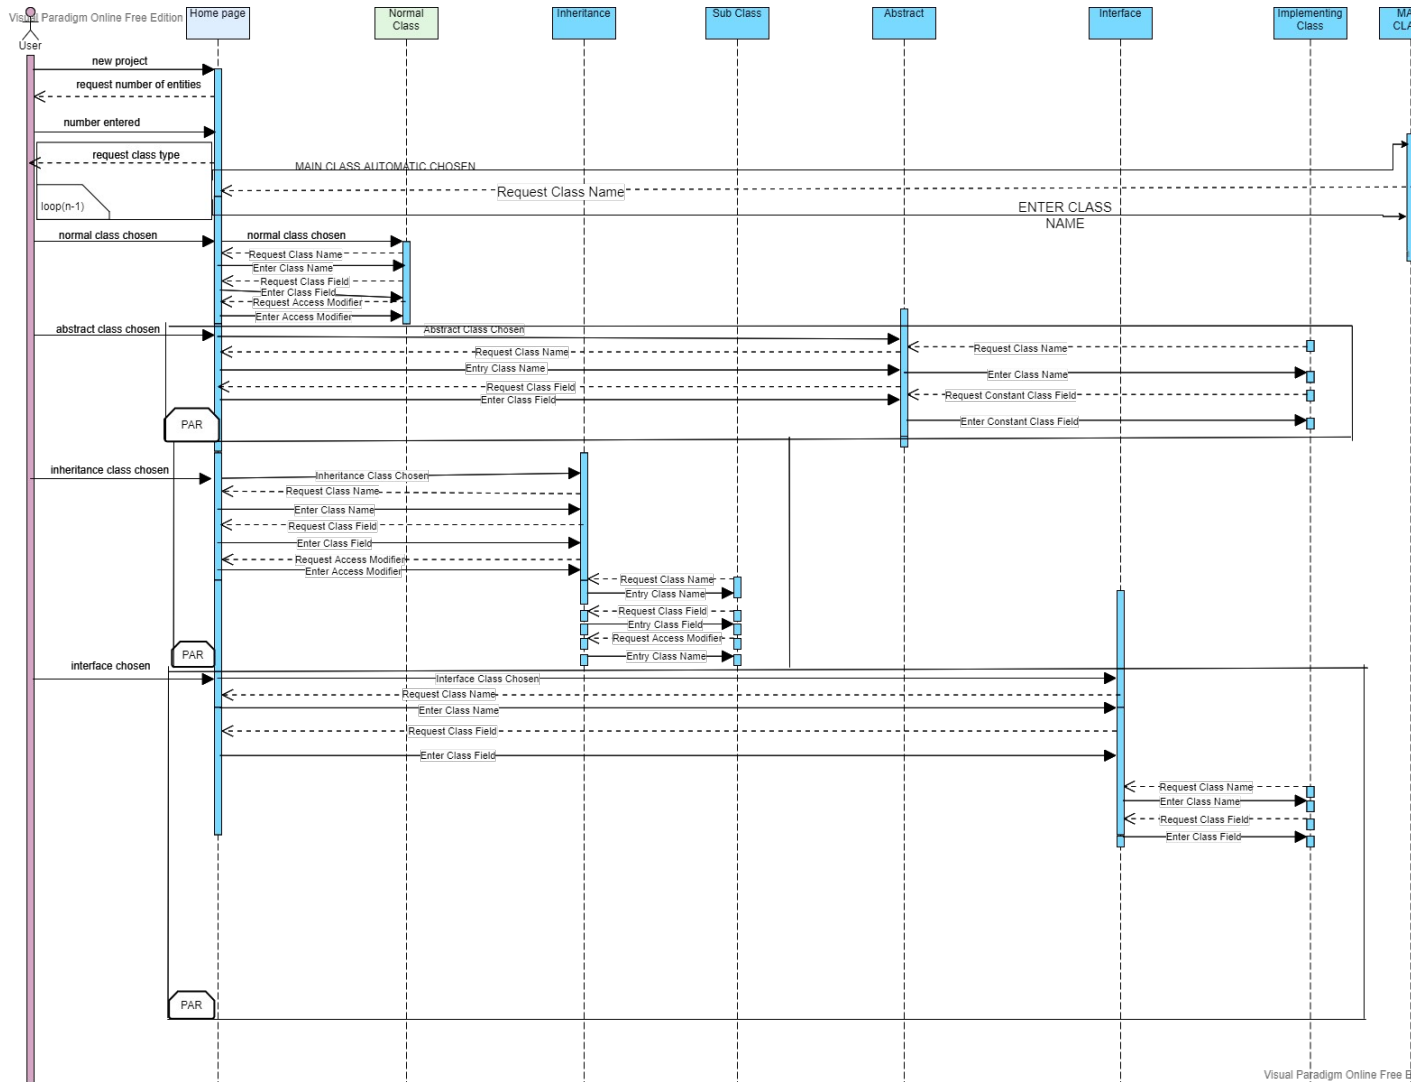 Visual Paradigm Online Free Edition
User
Home page
Normal
Class
Inheritance
Sub Class
Abstract
Interface
Implementing
Class
MA
CLA
new project
request number of entities
number entered
request class type
MAIN CLASS AUTOMATIC CHOSEN
Request Class Name
loop(n-1)
ENTER CLASS
NAME
normal class chosen
normal class chosen
Request Class Name
Enter Class Name
Request Class Field
Enter Class Field
Request Access Modifier
Enter Access Modifier
abstract class chosen
Abstract Class Chosen
Request Class Name
Request Class Name
Entry Class Name
Enter Class Name
Request Class Field
Request Constant Class Field
Enter Class Field
Enter Constant Class Field
PAR
inheritance class chosen
Inheritance Class Chosen
Request Class Name
Enter Class Name
Request Class Field
Enter Class Field
Request Access Modifier
Enter Access Modifier
Request Class Name
Entry Class Name
Request Class Field
Entry Class Field
Request Access Modifier
Entry Class Name
PAR
interface chosen
Interface Class Chosen
Request Class Name
Enter Class Name
Request Class Field
Enter Class Field
Request Class Name
Enter Class Name
Request Class Field
Enter Class Field
PAR
Visual Paradigm Online Free E